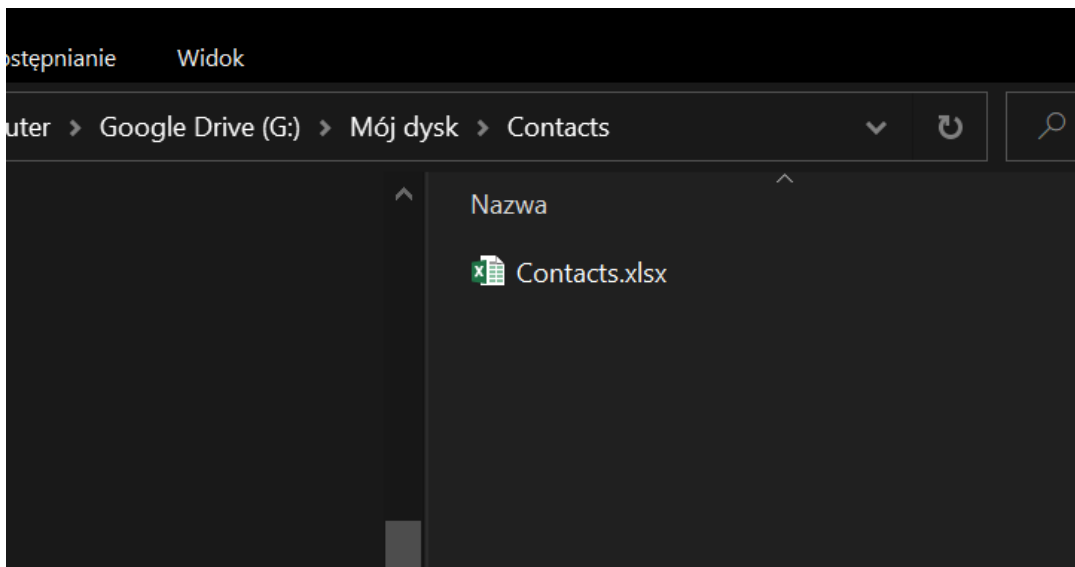 ostępnianie Widok
uter > Google Drive (G:) > Mój dysk > Contacts
Nazwa
Contacts.xlsx